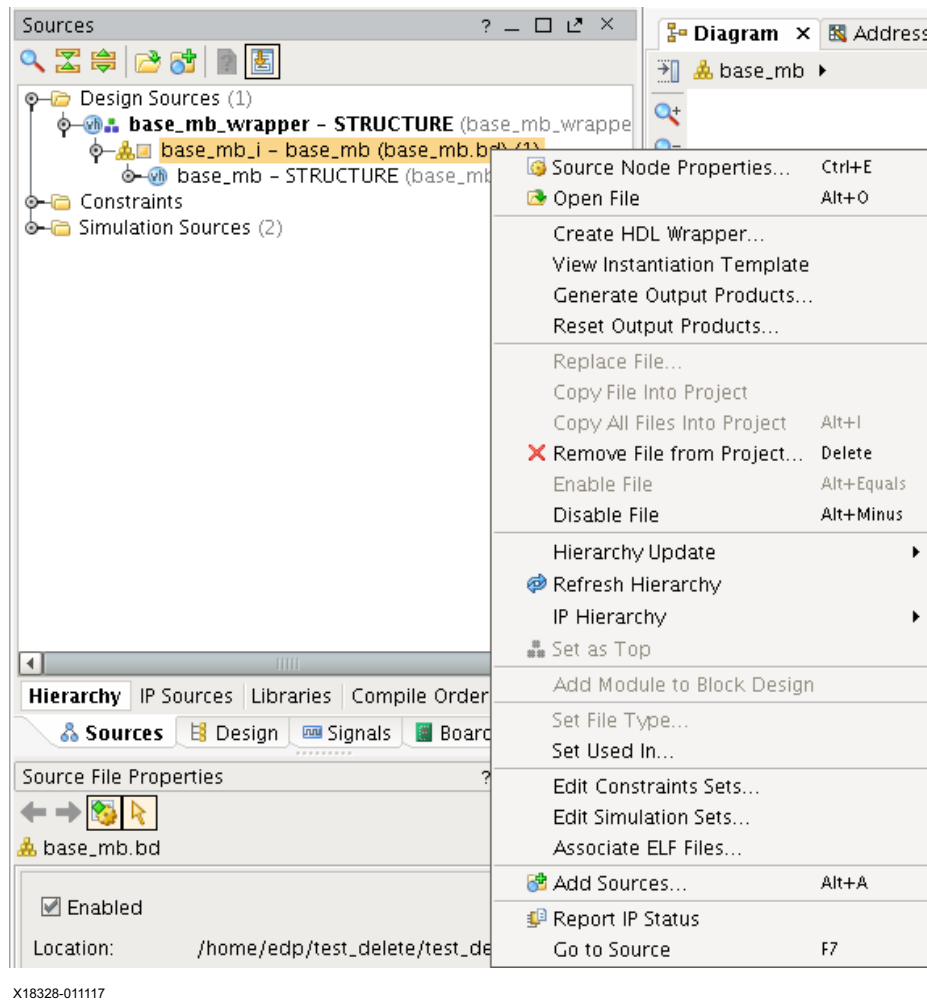 Sources
?
Diagram
Address
base_mb
Design Sources (1)
base_mb_wrapper – STRUCTURE (base_mb_wrappe
base_mb_i – base_mb (base_mb.bd) (1)
base_mb – STRUCTURE (base_mb
Constraints
Simulation Sources (2)
Source Node Properties... Ctrl+E
Open File Alt+O
Create HDL Wrapper...
View Instantiation Template
Generate Output Products...
Reset Output Products...
Replace File...
Copy File Into Project
Copy All Files Into Project Alt+I
Remove File from Project... Delete
Enable File Alt+Equals
Disable File Alt+Minus
Hierarchy Update
Refresh Hierarchy
IP Hierarchy
Set as Top
Add Module to Block Design
Set File Type...
Set Used In...
Edit Constraints Sets...
Edit Simulation Sets...
Associate ELF Files...
Add Sources... Alt+A
Report IP Status
Go to Source F7
Hierarchy IP Sources Libraries Compile Order
Sources Design Signals Board
Source File Properties ?
base_mb.bd
Enabled
Location: /home/edp/test_delete/test_de
X18328-011117